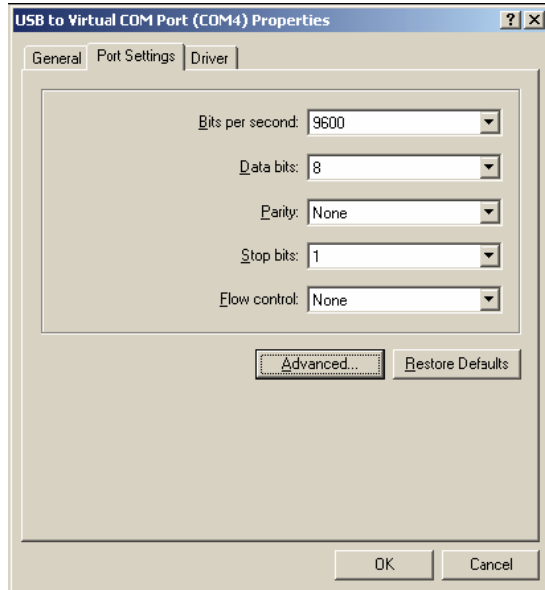 USB to Virtual COM Port (COM4) Properties
General Port Settings Driver
Bits per second: 9600
Data bits: 8
Parity: None
Stop bits: 1
Flow control: None
Advanced... Restore Defaults
OK Cancel